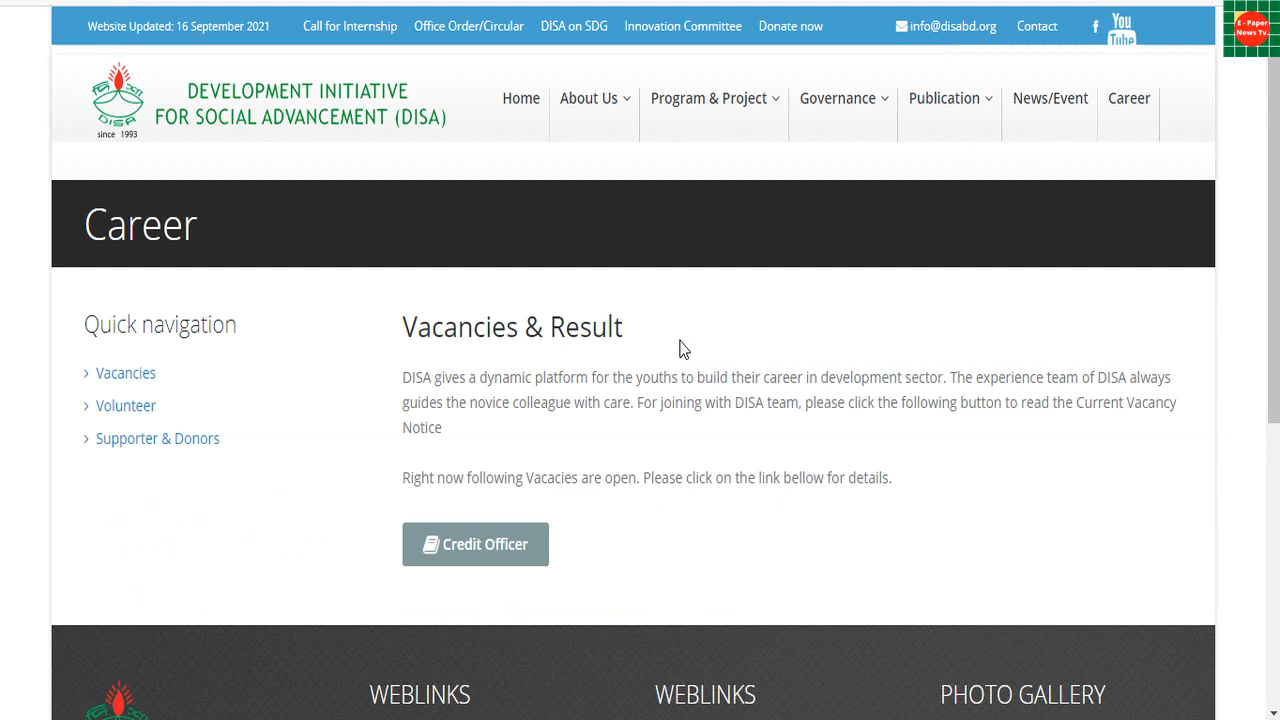 Website Updated: 16 September 2021 Call for Internship Office Order/Circular DISA on SDG Innovation Committee Donate now info@disabd.org Contact f You Tube
E - Paper
News Tv.
DEVELOPMENT INITIATIVE
FOR SOCIAL ADVANCEMENT (DISA)
DISA
since 1993
Home About Us Program & Project Governance Publication News/Event Career
Career
Quick navigation
Vacancies
Volunteer
Supporter & Donors
Vacancies & Result
DISA gives a dynamic platform for the youths to build their career in development sector. The experience team of DISA always
guides the novice colleague with care. For joining with DISA team, please click the following button to read the Current Vacancy
Notice
Right now following Vacacies are open. Please click on the link bellow for details.
Credit Officer
WEBLINKS WEBLINKS PHOTO GALLERY